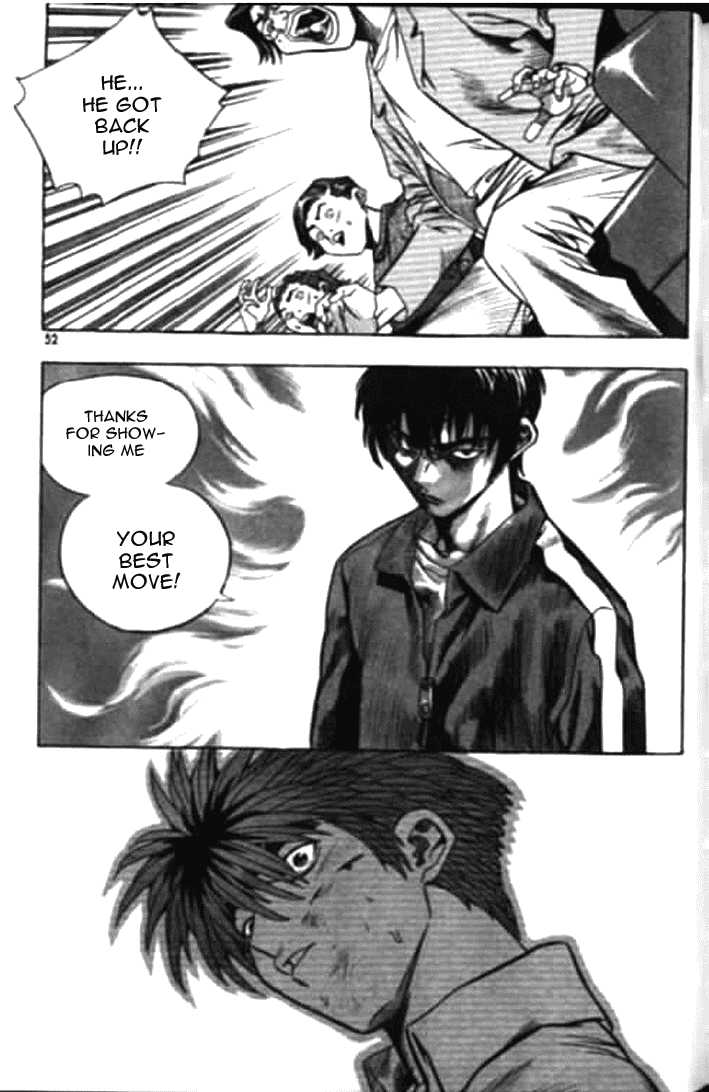 HE...
HE GOT
BACK
UP!!
52
THANKS
FOR SHOW-
ING ME
YOUR
BEST
MOVE!